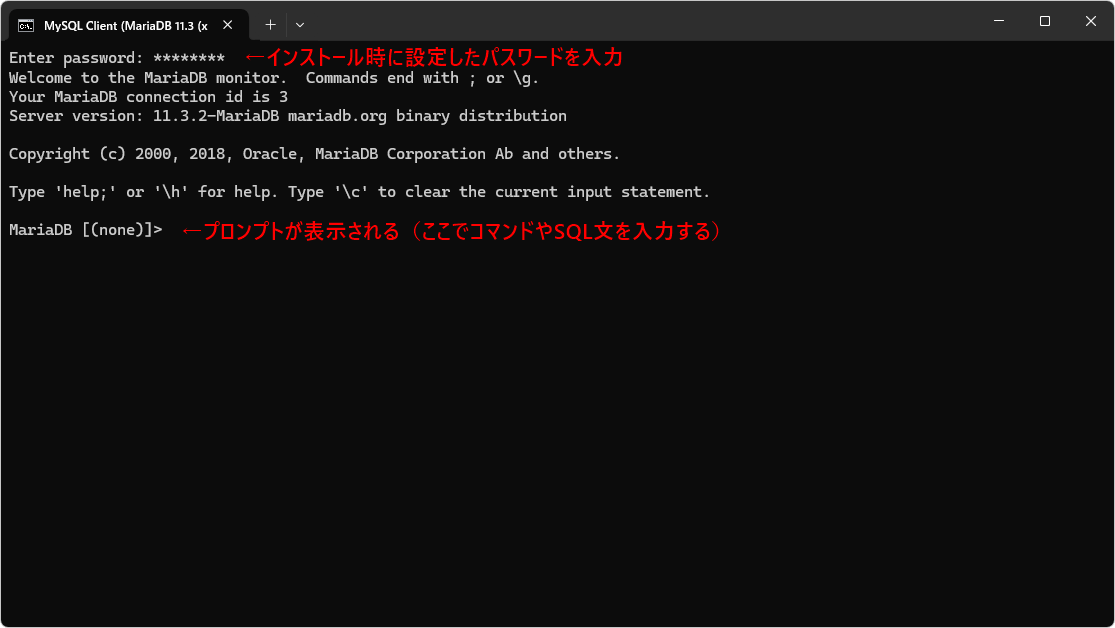 MySQL Client (MariaDB 11.3 (x
Enter password: ******** ←インストール時に設定したパスワードを入力
Welcome to the MariaDB monitor.  Commands end with ; or \g.
Your MariaDB connection id is 3
Server version: 11.3.2-MariaDB mariadb.org binary distribution
Copyright (c) 2000, 2018, Oracle, MariaDB Corporation Ab and others.
Type 'help;' or '\h' for help. Type '\c' to clear the current input statement.
MariaDB [(none)]> ←プロンプトが表示される（ここでコマンドやSQL文を入力する）